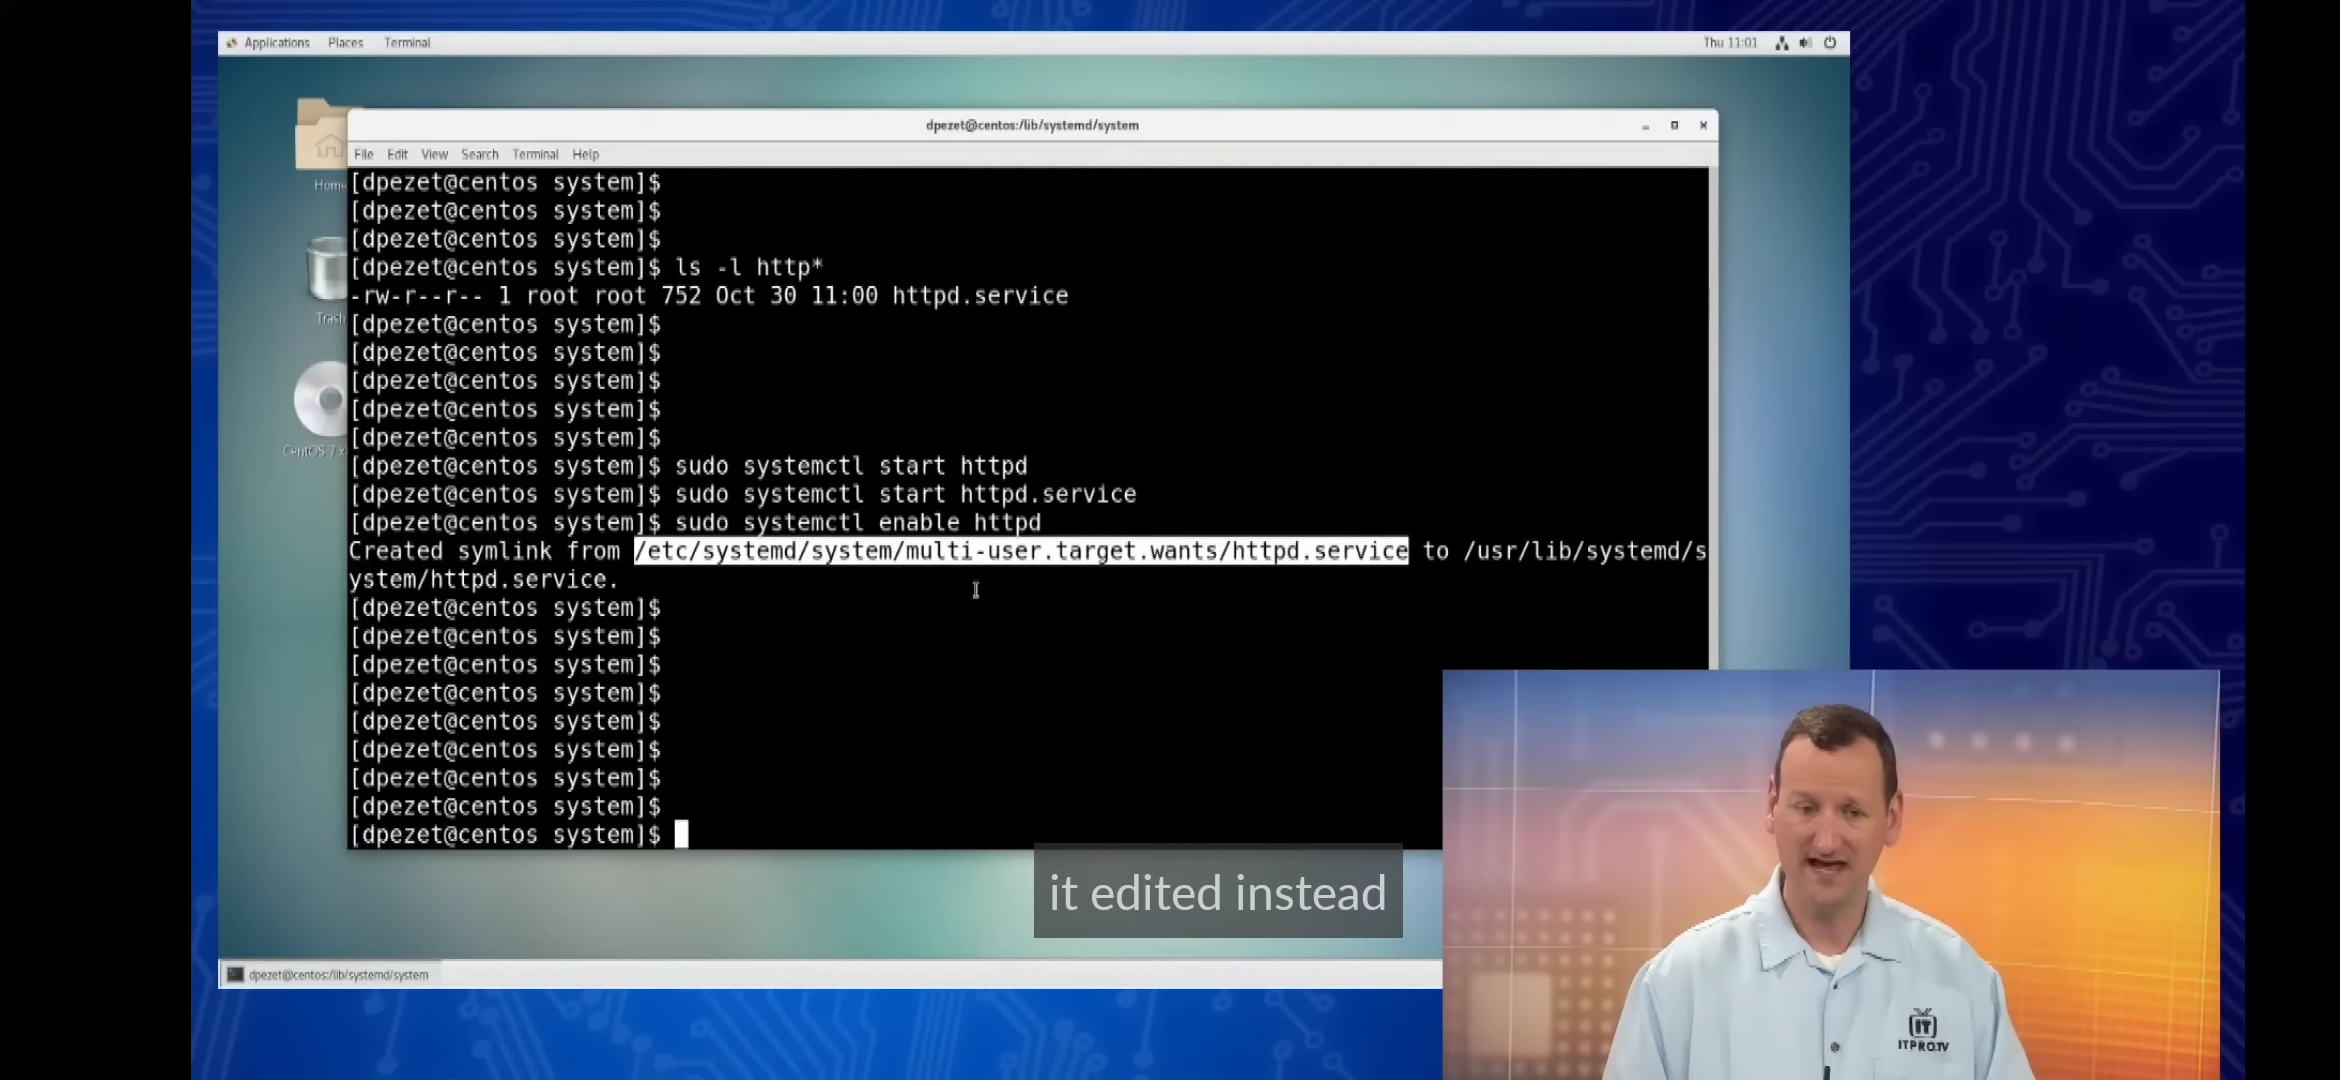 Applications Places Terminal Thu 11:01
dpezet@centos:/lib/systemd/system
File Edit View Search Terminal Help
Home
Trash
CentOS 7 x
[dpezet@centos system]$
[dpezet@centos system]$
[dpezet@centos system]$
[dpezet@centos system]$ ls -l http*
-rw-r--r-- 1 root root 752 Oct 30 11:00 httpd.service
[dpezet@centos system]$
[dpezet@centos system]$
[dpezet@centos system]$
[dpezet@centos system]$
[dpezet@centos system]$
[dpezet@centos system]$ sudo systemctl start httpd
[dpezet@centos system]$ sudo systemctl start httpd.service
[dpezet@centos system]$ sudo systemctl enable httpd
Created symlink from /etc/systemd/system/multi-user.target.wants/httpd.service to /usr/lib/systemd/s
ystem/httpd.service.
[dpezet@centos system]$
[dpezet@centos system]$
[dpezet@centos system]$
[dpezet@centos system]$
[dpezet@centos system]$
[dpezet@centos system]$
[dpezet@centos system]$
[dpezet@centos system]$
[dpezet@centos system]$
it edited instead
dpezet@centos:/lib/systemd/system
IT
ITPRO.TV